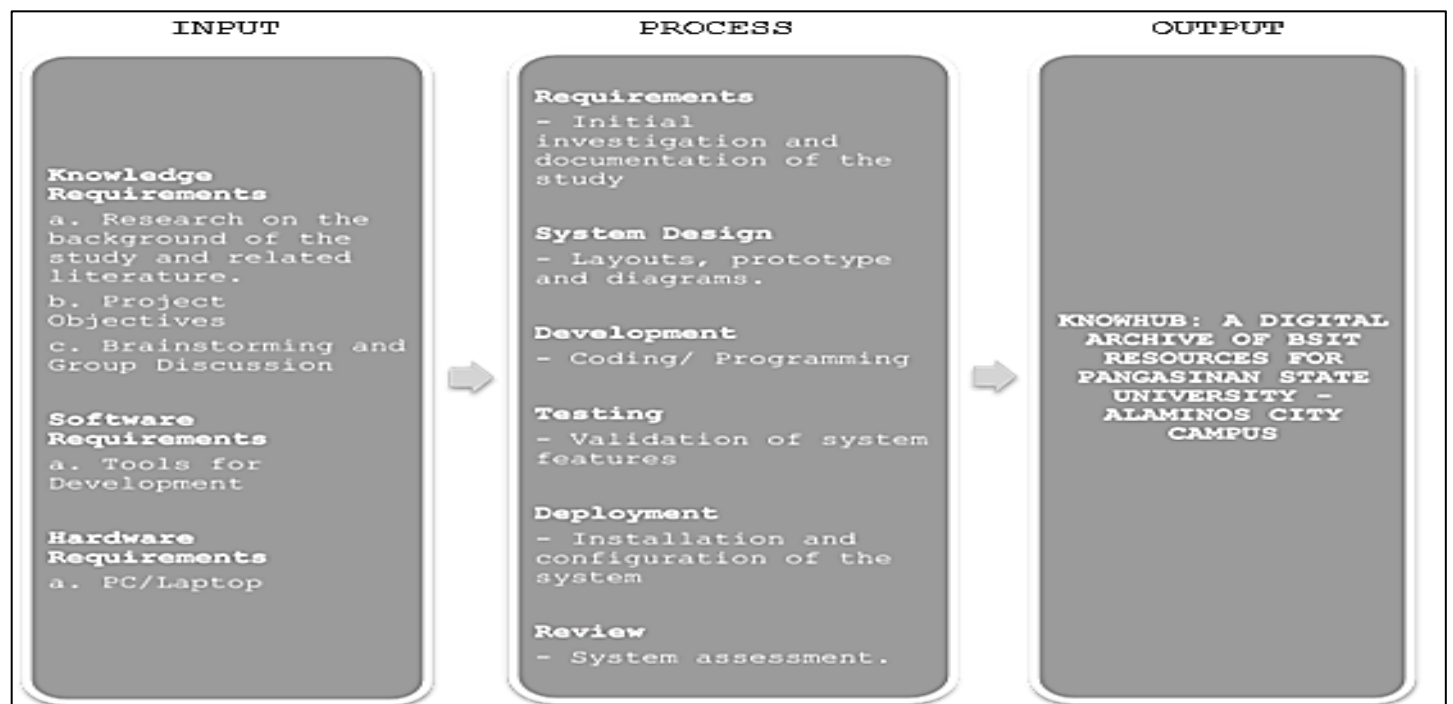 INPUT
Knowledge
Requirements
a. Research on the
background of the
study and related
literature.
b. Project
Objectives
c. Brainstorming and
Group Discussion
Software
Requirements
a. Tools for
Development
Hardware
Requirements
a. PC/Laptop
PROCESS
Requirements
- Initial
investigation and
documentation of the
study
System Design
- Layouts, prototype
and diagrams.
Development
- Coding/ Programming
Testing
- Validation of system
features
Deployment
- Installation and
configuration of the
system
Review
- System assessment.
OUTPUT
KNOWHUB: A DIGITAL
ARCHIVE OF BSIT
RESOURCES FOR
PANGASINAN STATE
UNIVERSITY –
ALAMINOS CITY
CAMPUS